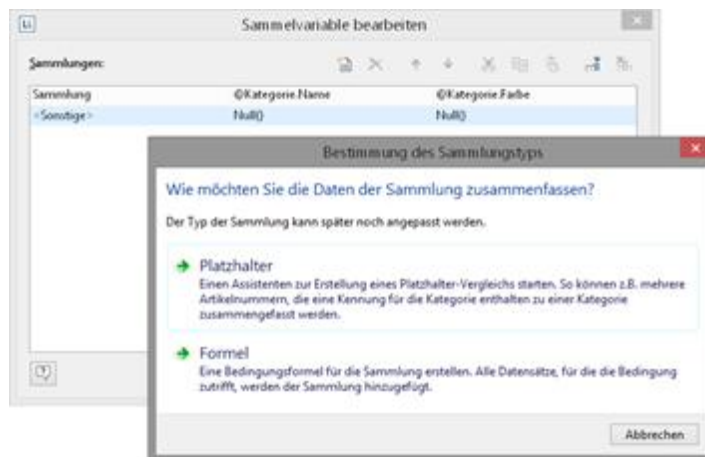 Sammelvariable bearbeiten
Sammlungen:
Sammlung @Kategorie.Name @Kategorie.Farbe
<Sonstige> Null() Null()
Bestimmung des Sammlungstyps
Wie möchten Sie die Daten der Sammlung zusammenfassen?
Der Typ der Sammlung kann später noch angepasst werden.
Platzhalter
Einen Assistenten zur Erstellung eines Platzhalter-Vergleichs starten. So können z.B. mehrere
Artikelnummern, die eine Kennung für die Kategorie enthalten zu einer Kategorie
zusammengefasst werden.
Formel
Eine Bedingungsformel für die Sammlung erstellen. Alle Datensätze, für die die Bedingung
zutrifft, werden der Sammlung hinzugefügt.
Abbrechen